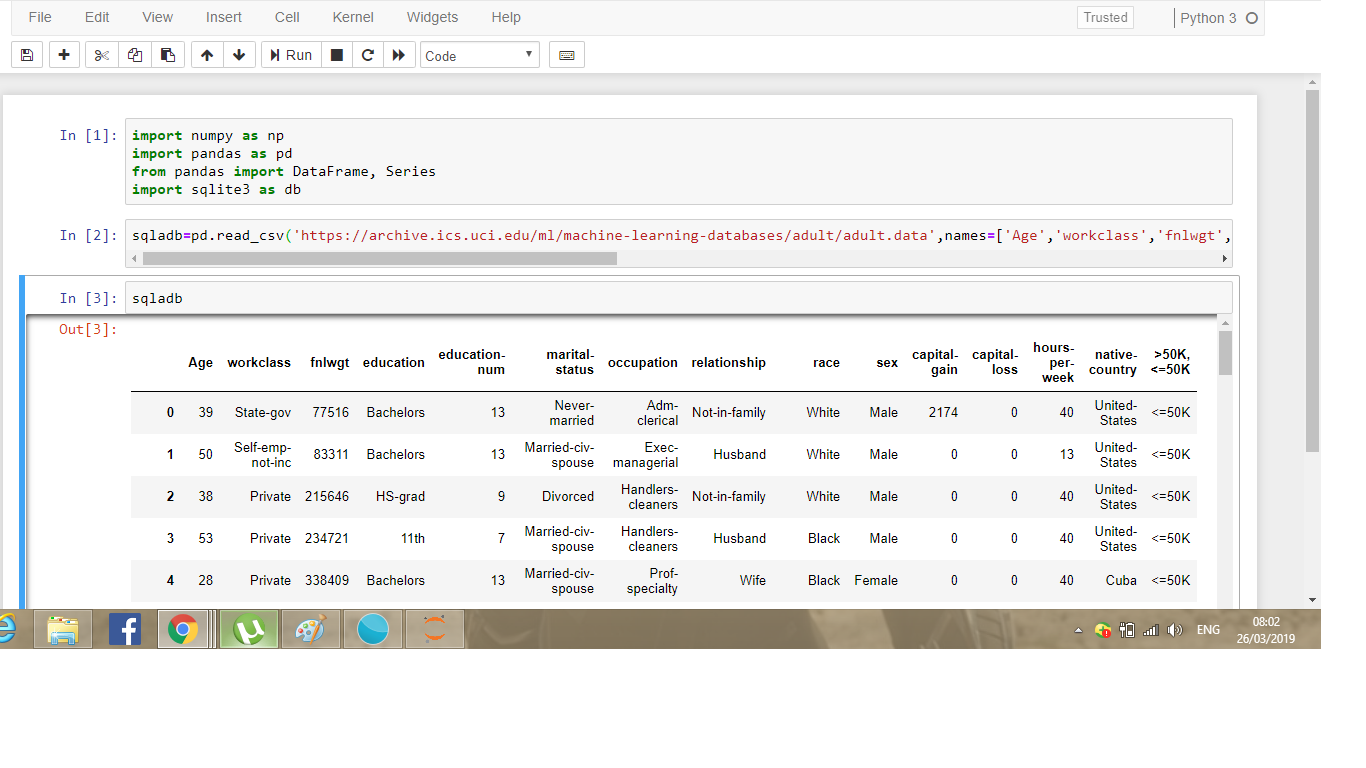 File Edit View Insert Cell Kernel Widgets Help Trusted Python 3
Run Code
In [1]: import numpy as np
import pandas as pd
from pandas import DataFrame, Series
import sqlite3 as db
In [2]: sqladb=pd.read_csv('https://archive.ics.uci.edu/ml/machine-learning-databases/adult/adult.data',names=['Age','workclass','fnlwgt',
In [3]: sqladb
Out[3]:
Age workclass fnlwgt education education-num marital-status occupation relationship race sex capital-gain capital-loss hours-per-week native-country >50K, <=50K
0 39 State-gov 77516 Bachelors 13 Never-married Adm-clerical Not-in-family White Male 2174 0 40 United-States <=50K
1 50 Self-emp-not-inc 83311 Bachelors 13 Married-civ-spouse Exec-managerial Husband White Male 0 0 13 United-States <=50K
2 38 Private 215646 HS-grad 9 Divorced Handlers-cleaners Not-in-family White Male 0 0 40 United-States <=50K
3 53 Private 234721 11th 7 Married-civ-spouse Handlers-cleaners Husband Black Male 0 0 40 United-States <=50K
4 28 Private 338409 Bachelors 13 Married-civ-spouse Prof-specialty Wife Black Female 0 0 40 Cuba <=50K
ENG 08:02
26/03/2019